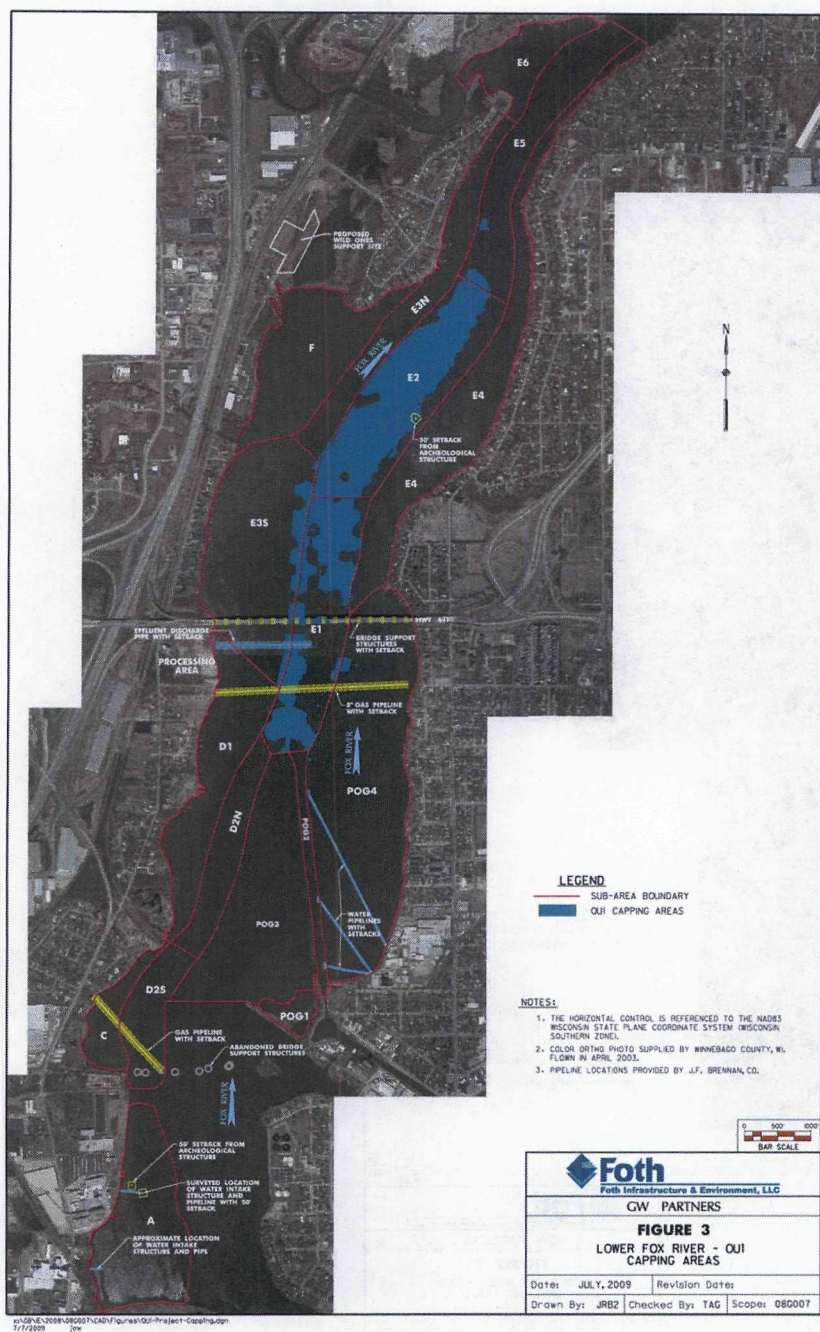 E6
E5
PROPOSED
WILD ONES
SUPPORT SITE
E3N
F
FOX RIVER
N
E2
E4
50' SETBACK
FROM
ARCHEOLOGICAL
STRUCTURE
E4
E3S
HWY 441
E1
EFFLUENT DISCHARGE
PIPE WITH SETBACK
BRIDGE SUPPORT
STRUCTURES
WITH SETBACK
PROCESSING
AREA
8" GAS PIPELINE
WITH SETBACK
D1
FOX RIVER
POG4
D2N
POG2
LEGEND
SUB-AREA BOUNDARY
OU1 CAPPING AREAS
WATER
PIPELINES
WITH
SETBACKS
POG3
D2S
POG1
C
GAS PIPELINE
WITH SETBACK
ABANDONED BRIDGE
SUPPORT STRUCTURES
FOX RIVER
NOTES:
1. THE HORIZONTAL CONTROL IS REFERENCED TO THE NAD83
WISCONSIN STATE PLANE COORDINATE SYSTEM (WISCONSIN
SOUTHERN ZONE).
2. COLOR ORTHO PHOTO SUPPLIED BY WINNEBAGO COUNTY, WI,
FLOWN IN APRIL 2003.
3. PIPELINE LOCATIONS PROVIDED BY J.F. BRENNAN, CO.
50' SETBACK FROM
ARCHEOLOGICAL
STRUCTURE
SURVEYED LOCATION
OF WATER INTAKE
STRUCTURE AND
PIPELINE WITH 50'
SETBACK
A
APPROXIMATE LOCATION
OF WATER INTAKE
STRUCTURE AND PIPE
0 500' 1000'
BAR SCALE
Foth
Foth Infrastructure & Environment, LLC
GW PARTNERS
FIGURE 3
LOWER FOX RIVER - OU1
CAPPING AREAS
Date: JULY, 2009 Revision Date:
Drawn By: JRB2 Checked By: TAG Scope: 08G007
7/7/2009 jow